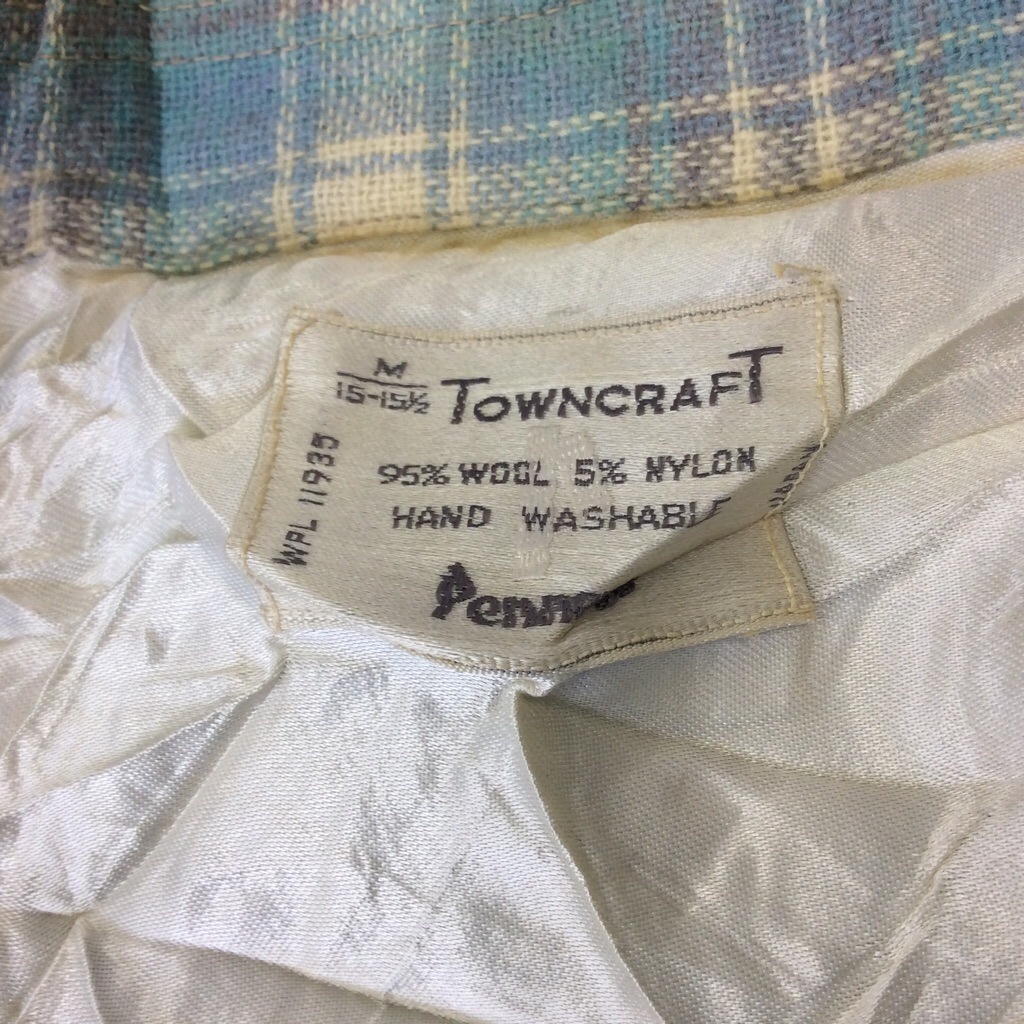 M
15-15½
TOWNCRAFT
95% WOOL 5% NYLON
HAND WASHABLE
WPL 11935